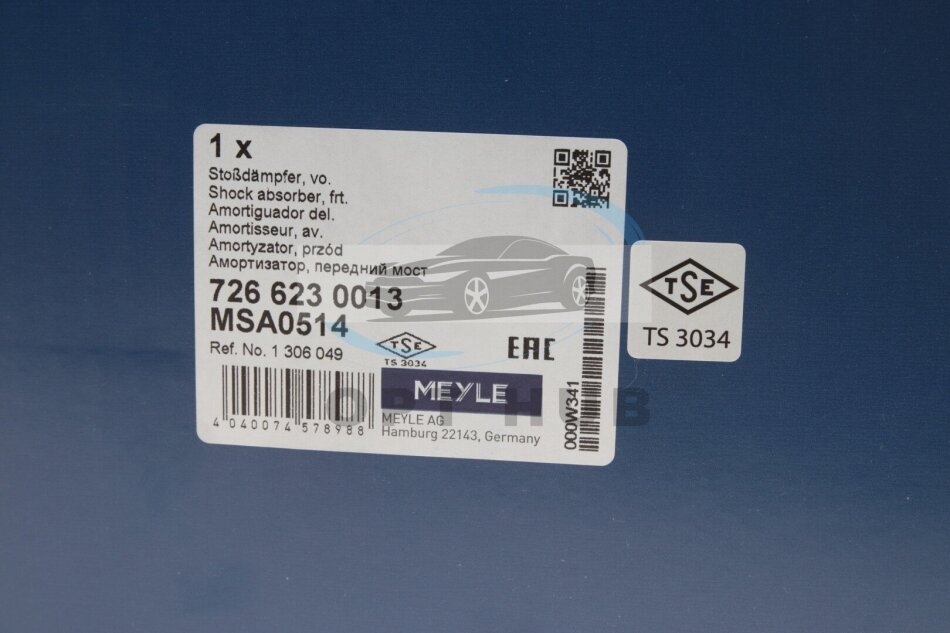 1 x
Stoßdämpfer, vo.
Shock absorber, frt.
Amortiguador del.
Amortisseur, av.
Amortyzator, przód
Амортизатор, передний мост
726 623 0013
MSA0514
Ref. No. 1 306 049
TSE
TS 3034
EAC
MEYLE
MEYLE AG
Hamburg 22143, Germany
4 040074 578988
000W341
TSE
TS 3034
OPT HUB